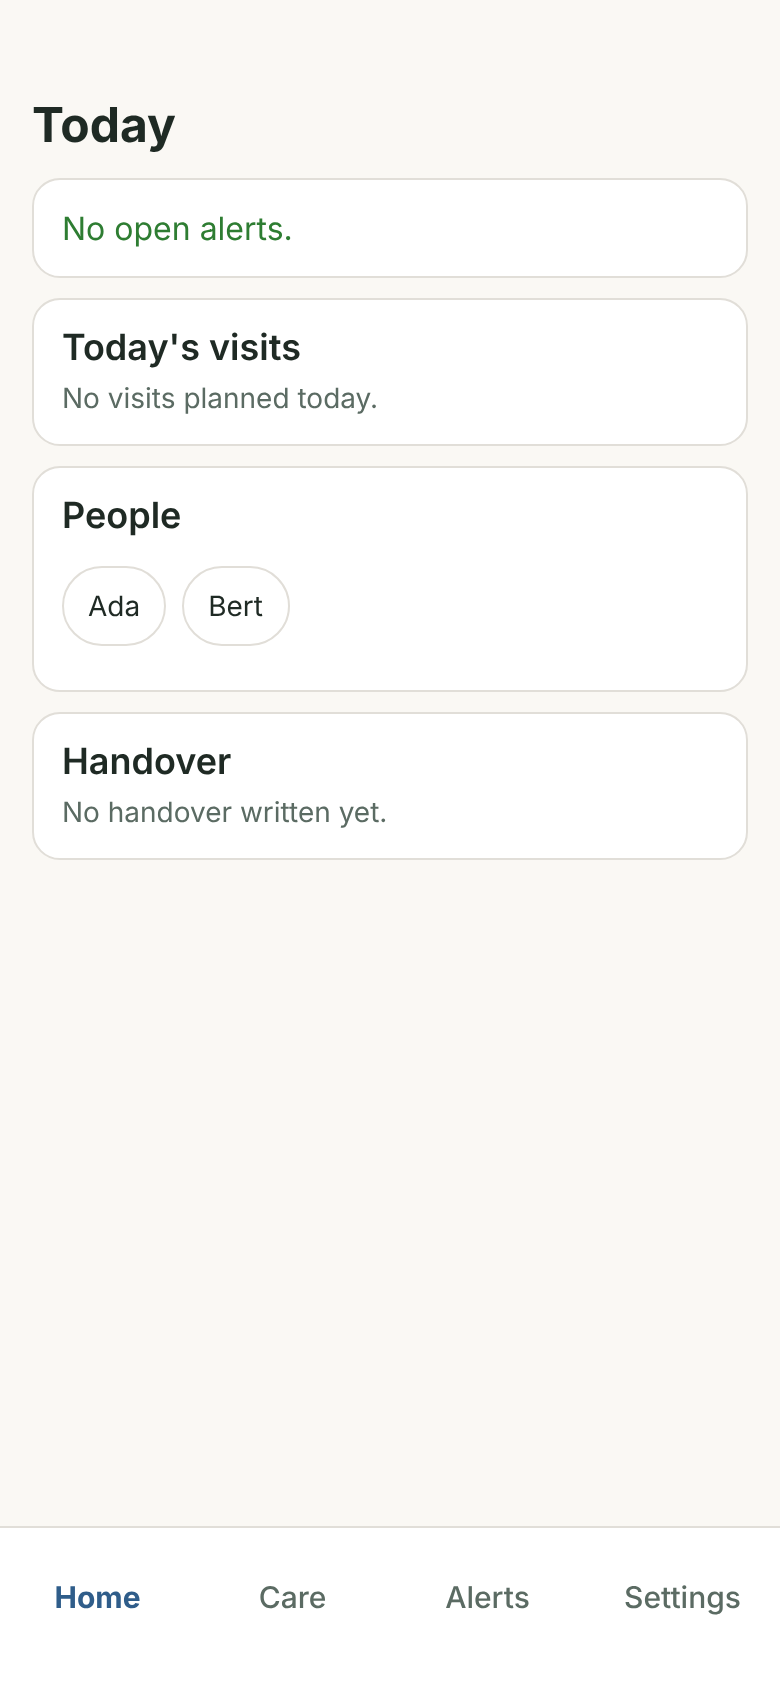 Today
No open alerts.
Today's visits
No visits planned today.
People
Ada
Bert
Handover
No handover written yet.
Home
Care
Alerts
Settings